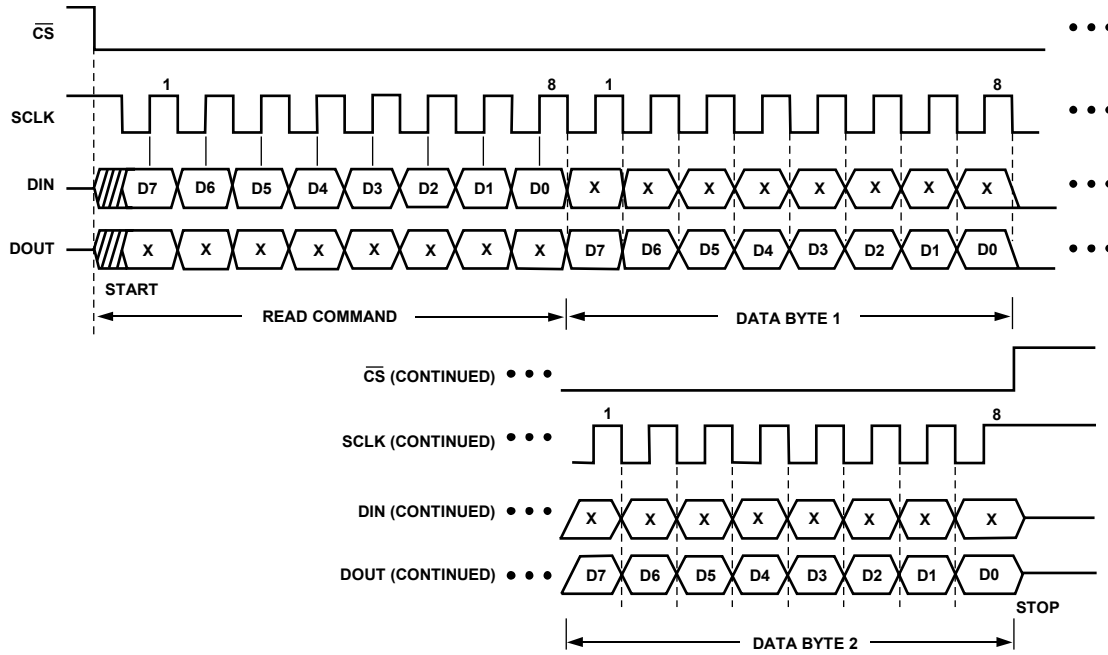 CS
1 8 1 8
SCLK
DIN D7 D6 D5 D4 D3 D2 D1 D0 X X X X X X X X
DOUT X X X X X X X X D7 D6 D5 D4 D3 D2 D1 D0
START
READ COMMAND DATA BYTE 1
CS (CONTINUED)
1 8
SCLK (CONTINUED)
DIN (CONTINUED) X X X X X X X X
DOUT (CONTINUED) D7 D6 D5 D4 D3 D2 D1 D0
STOP
DATA BYTE 2